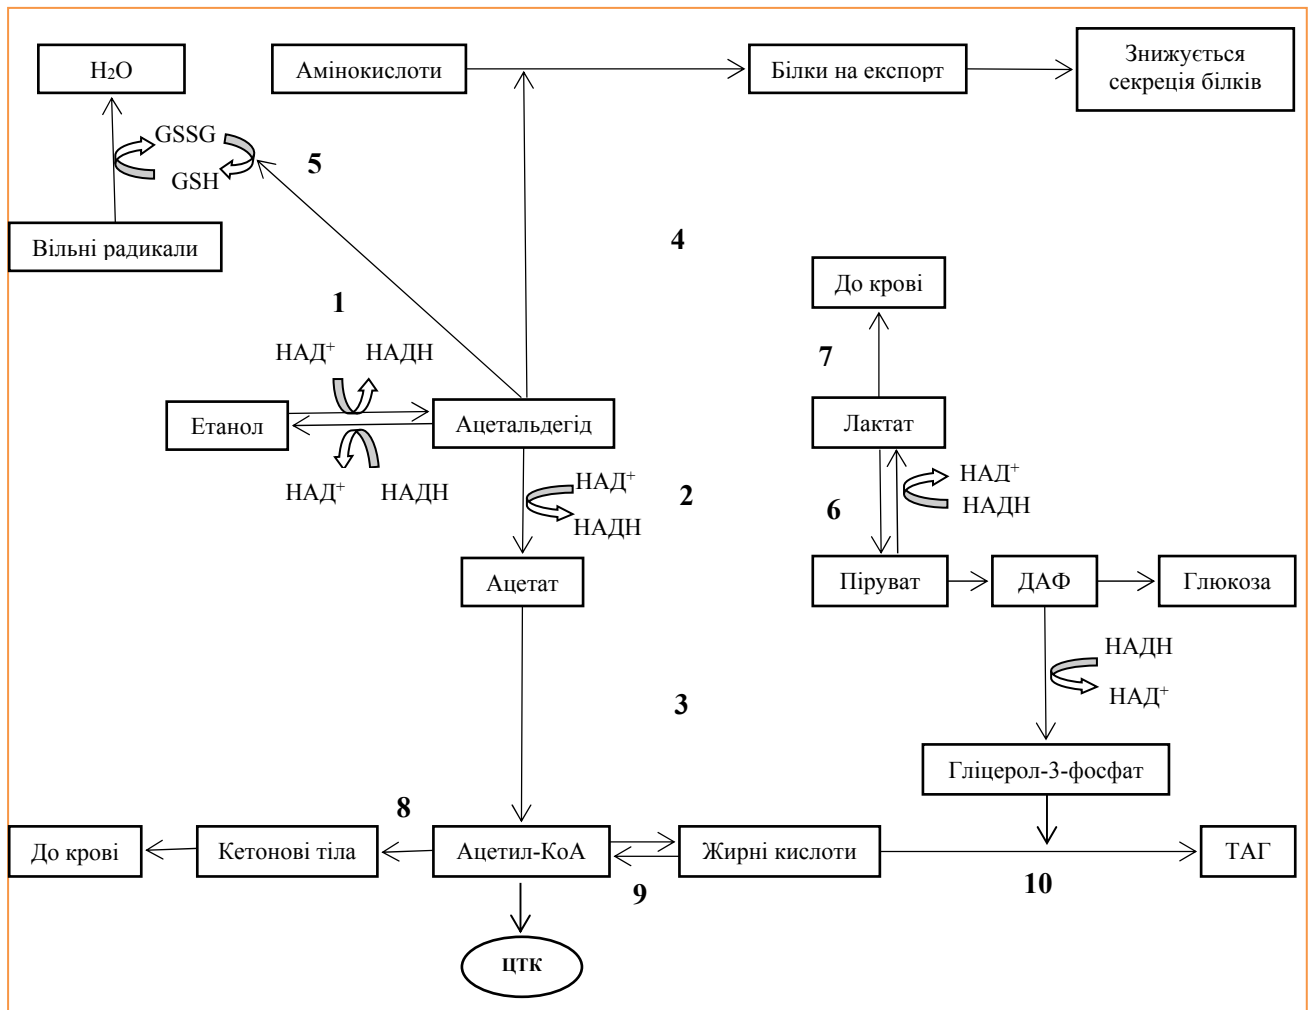 H₂O
Амінокислоти
Білки на експорт
Знижується
секреція білків
GSSG
GSH
5
Вільні радикали
4
До крові
1
НАД⁺
НАДН
7
Етанол
Ацетальдегід
Лактат
НАД⁺
НАДН
НАД⁺
НАДН
2
6
НАД⁺
НАДН
Ацетат
Піруват
ДАФ
Глюкоза
НАДН
НАД⁺
3
Гліцерол-3-фосфат
8
До крові
Кетонові тіла
Ацетил-КоА
Жирні кислоти
ТАГ
9
10
ЦТК